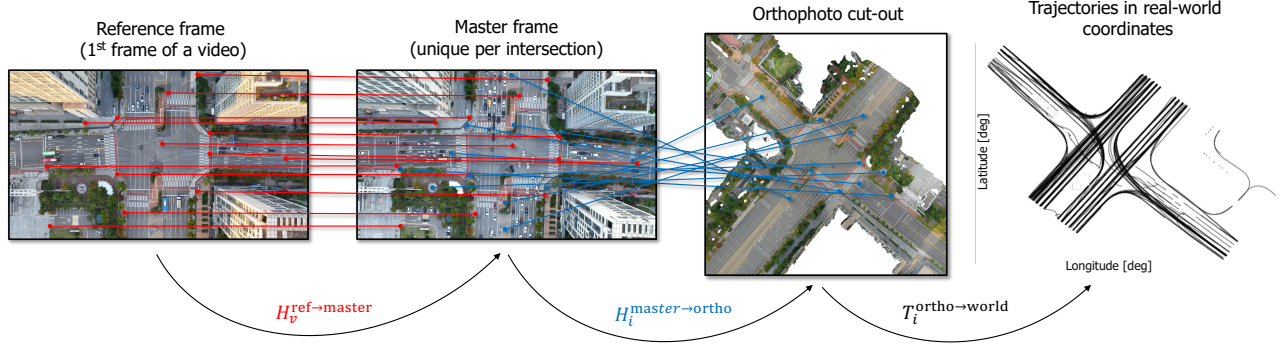 Reference frame
(1st frame of a video)
Master frame
(unique per intersection)
Orthophoto cut-out
Trajectories in real-world
coordinates
Latitude [deg]
Longitude [deg]
H_v^{ref→master}
H_i^{master→ortho}
T_i^{ortho→world}